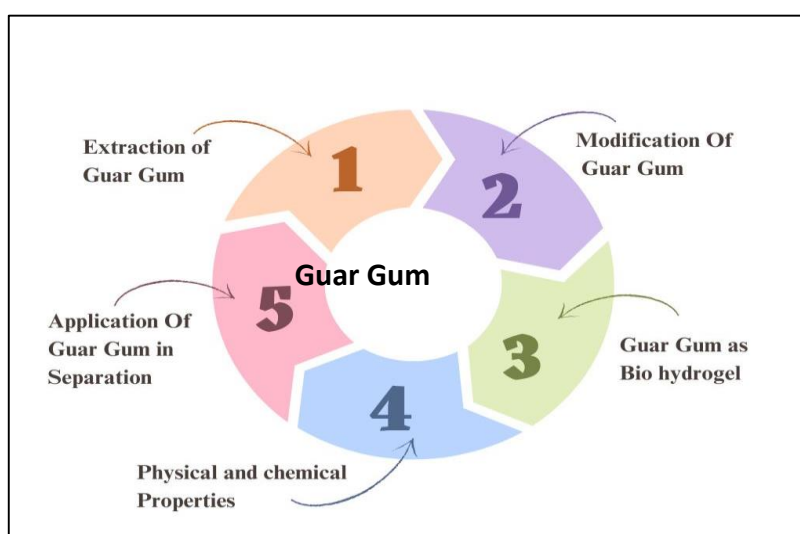 Extraction of
Guar Gum
1
Modification Of
Guar Gum
2
Guar Gum
3
Guar Gum as
Bio hydrogel
4
Physical and chemical
Properties
5
Application Of
Guar Gum in
Separation